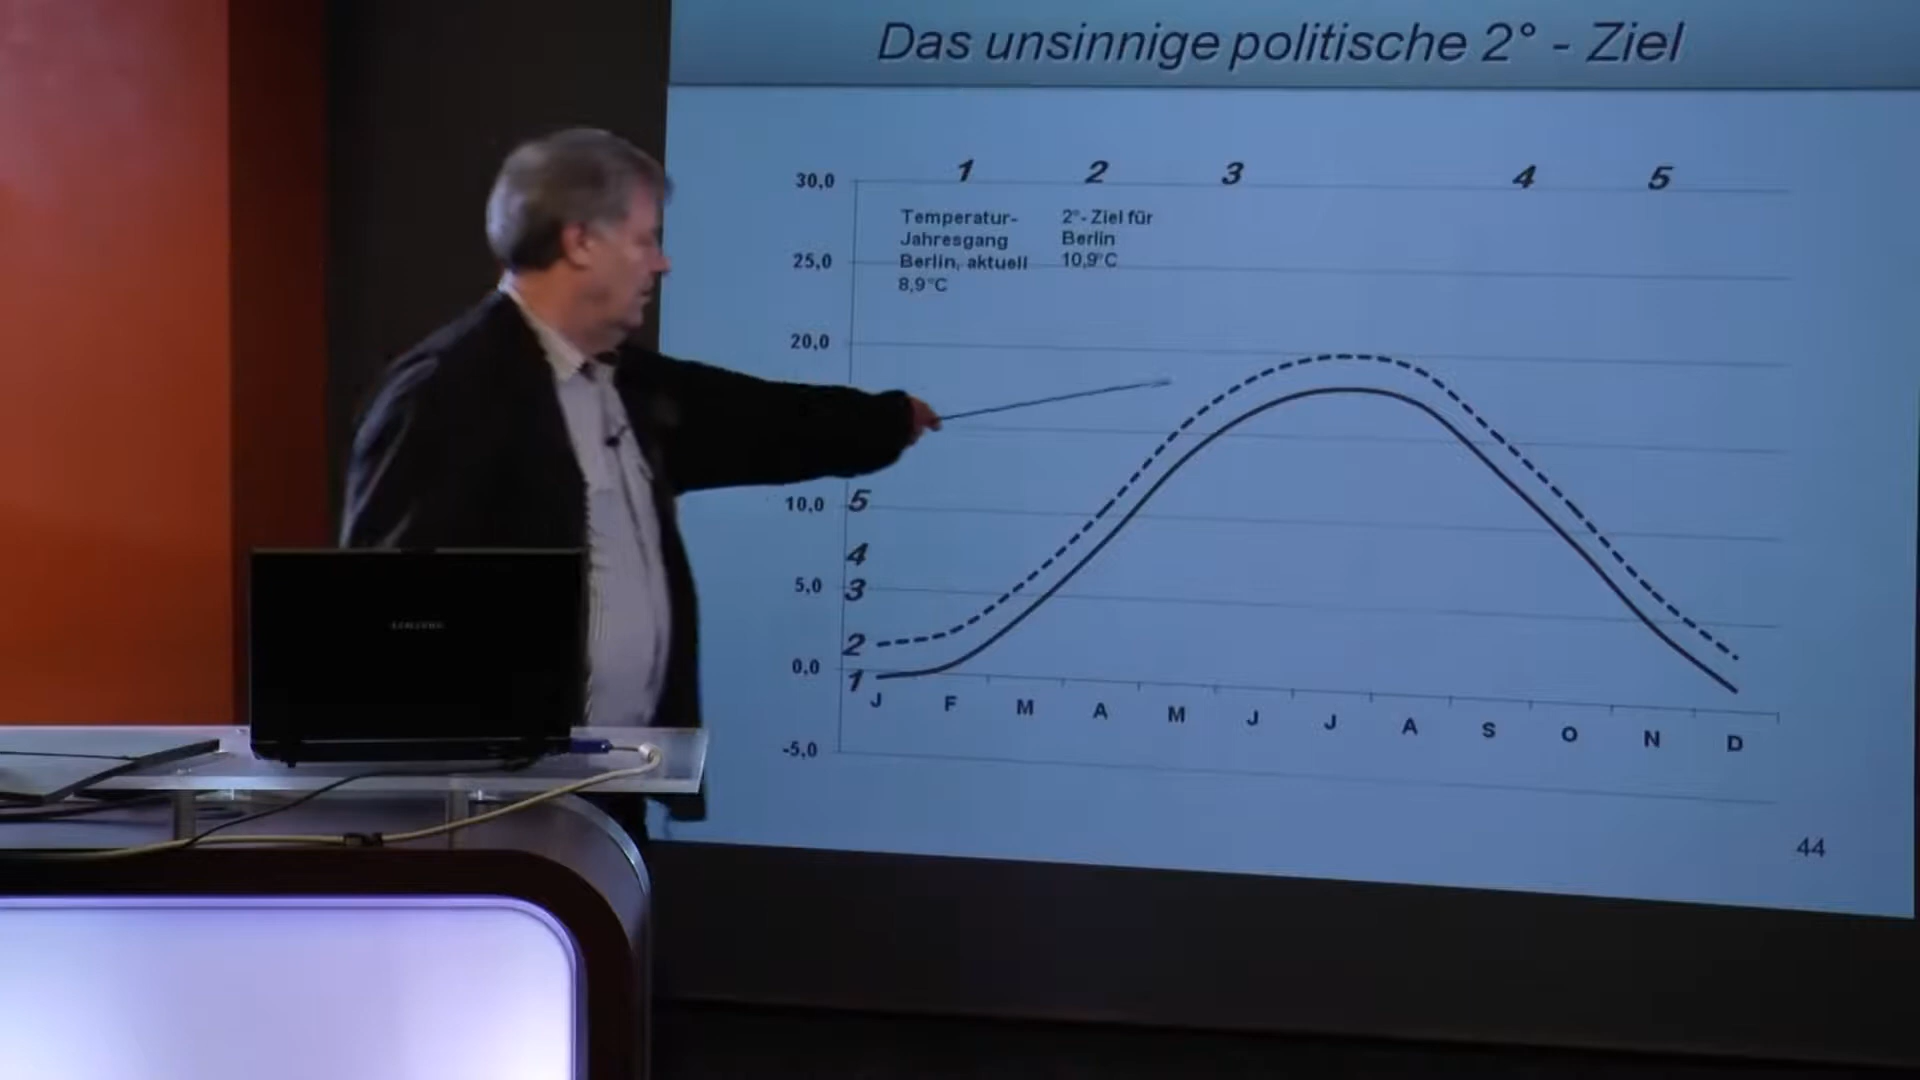 Das unsinnige politische 2° - Ziel
1 2 3 4 5
30,0
Temperatur-
Jahresgang
Berlin, aktuell
8,9°C
2°- Ziel für
Berlin
10,9°C
25,0
20,0
10,0
5
4
5,0
3
2
0,0
1
J F M A M J J A S O N D
-5,0
44
SAMSUNG